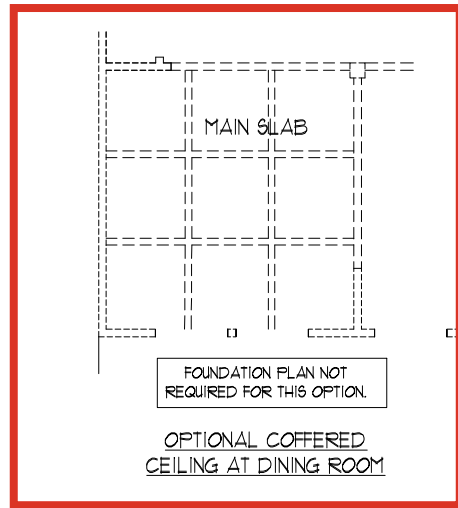 MAIN SLAB
FOUNDATION PLAN NOT
REQUIRED FOR THIS OPTION.
OPTIONAL COFFERED
CEILING AT DINING ROOM